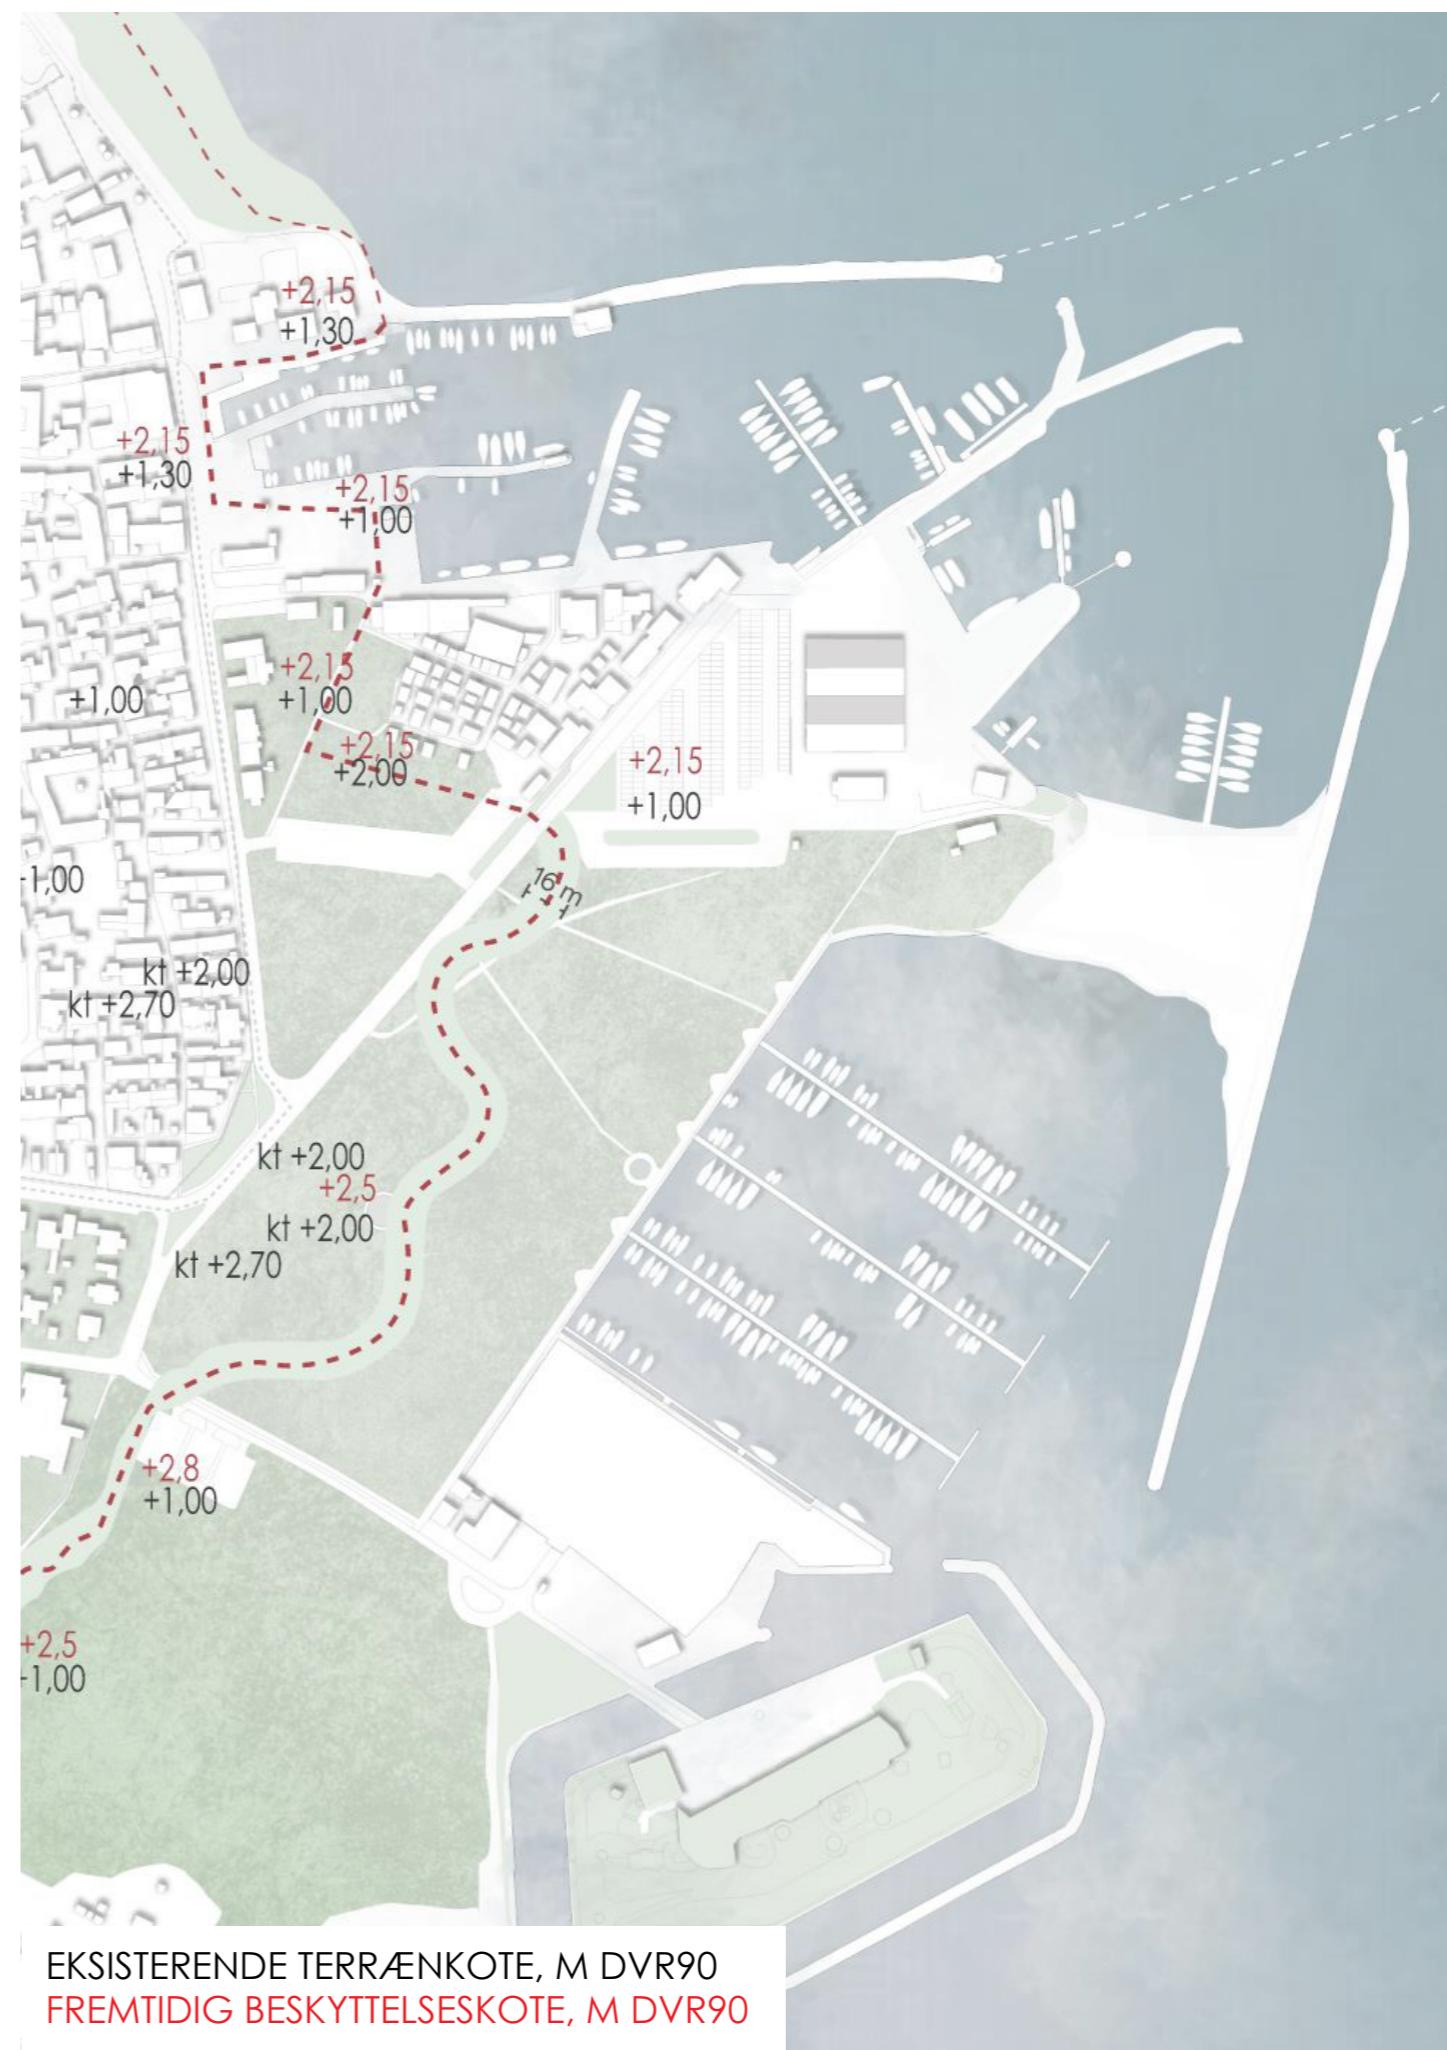 +2,15
+1,30
+2,15
+1,30
+2,15
+1,00
+2,15
+1,00
+1,00
+2,15
+2,00
+2,15
+1,00
1,00
16 m
kt +2,00
kt +2,70
kt +2,00
+2,5
kt +2,00
kt +2,70
+2,8
+1,00
+2,5
+1,00
EKSISTERENDE TERRÆNKOTE, M DVR90
FREMTIDIG BESKYTTELSESKOTE, M DVR90